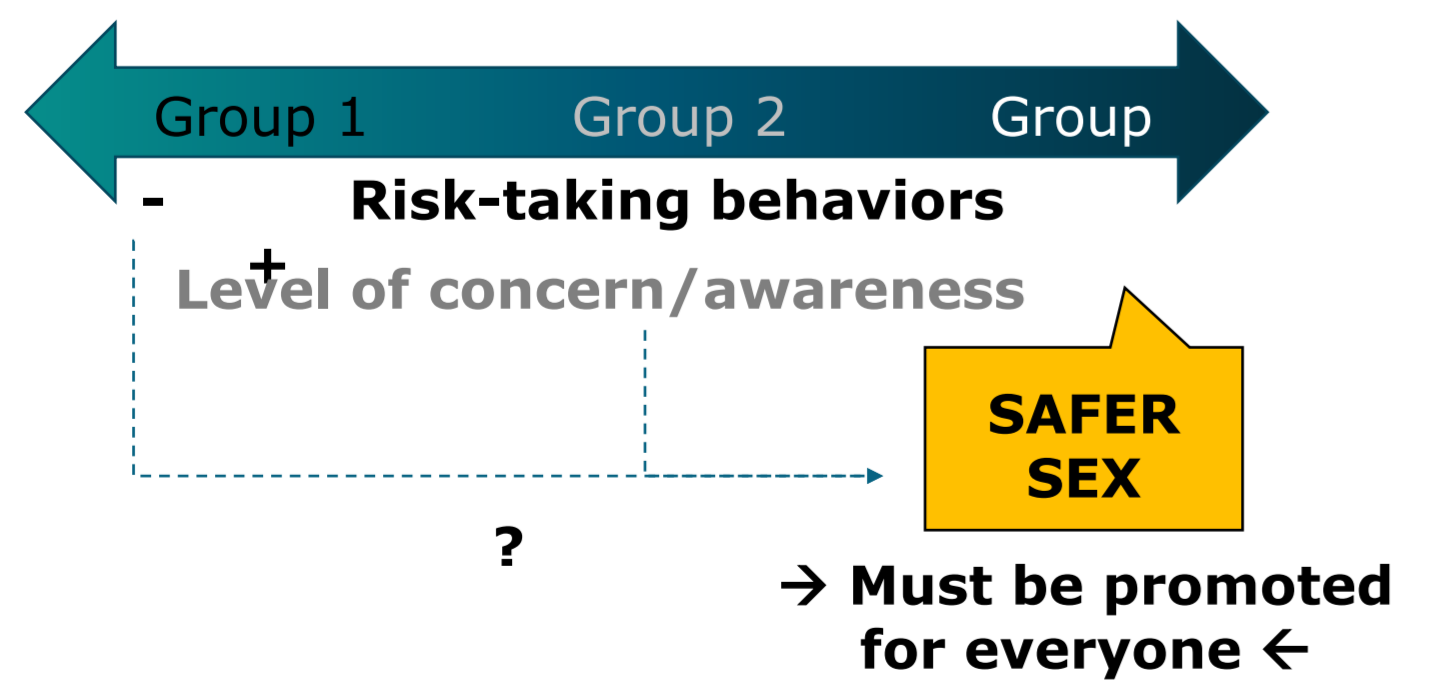 Group 1 Group 2 Group
- Risk-taking behaviors
+
Level of concern/awareness
SAFER
SEX
?
→ Must be promoted
for everyone ←